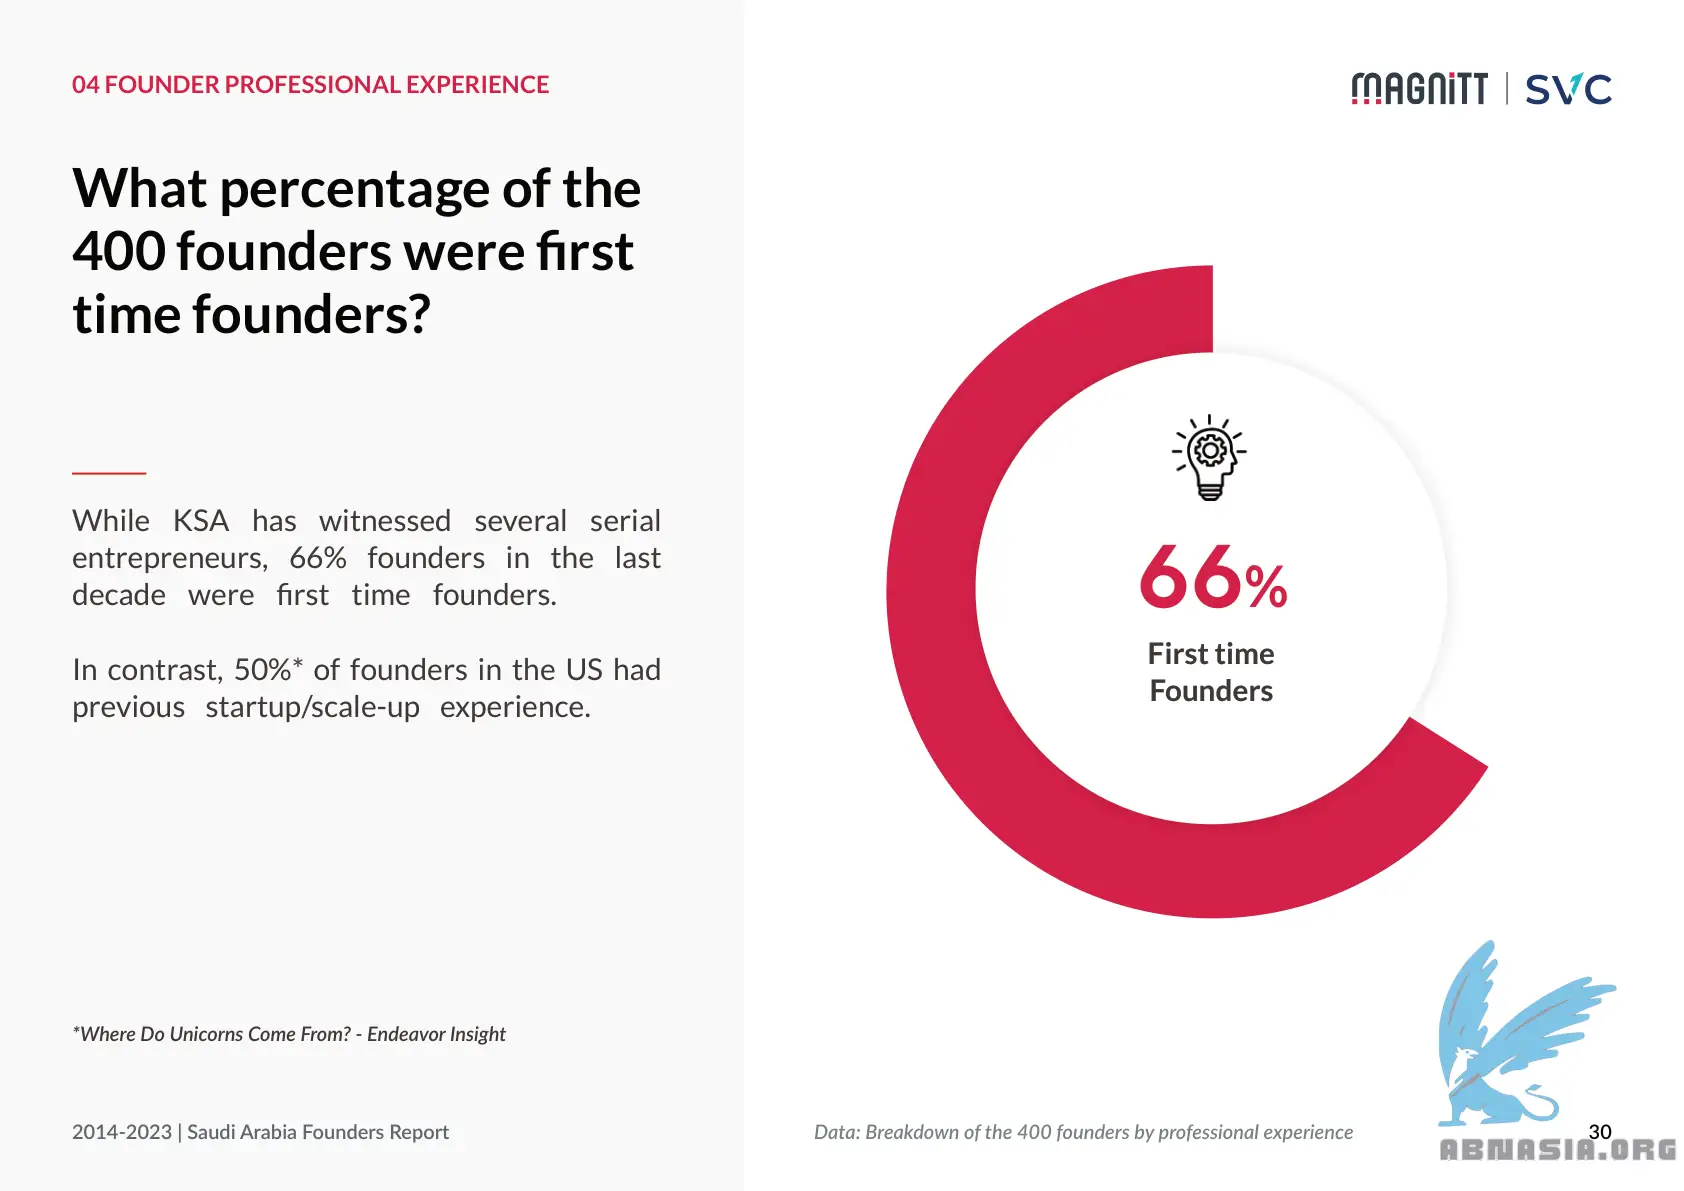 04 FOUNDER PROFESSIONAL EXPERIENCE
MAGNiTT | SVC
What percentage of the
400 founders were first
time founders?
While KSA has witnessed several serial
entrepreneurs, 66% founders in the last
decade were first time founders.
In contrast, 50%* of founders in the US had
previous startup/scale-up experience.
66%
First time
Founders
*Where Do Unicorns Come From? - Endeavor Insight
2014-2023 | Saudi Arabia Founders Report
Data: Breakdown of the 400 founders by professional experience
30
ABNASIA.ORG